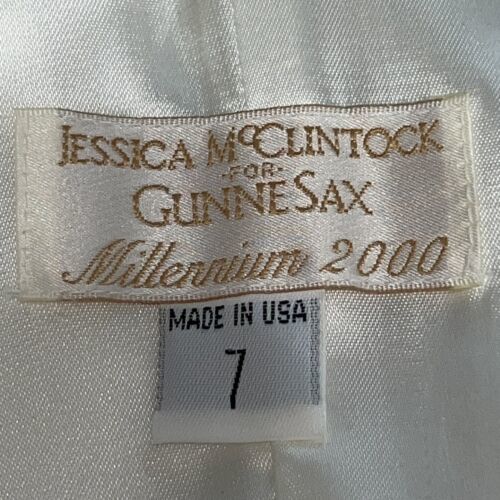 JESSICA McCLINTOCK
-FOR-
GUNNE SAX
Millennium 2000
MADE IN USA
7